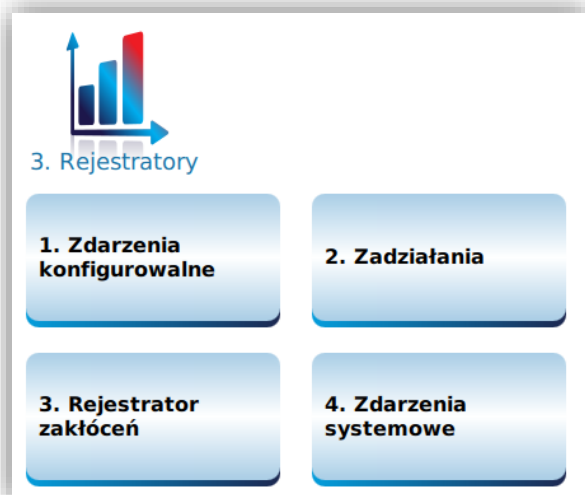 3. Rejestratory
1. Zdarzenia
konfigurowalne
2. Zadziałania
3. Rejestrator
zakłóceń
4. Zdarzenia
systemowe